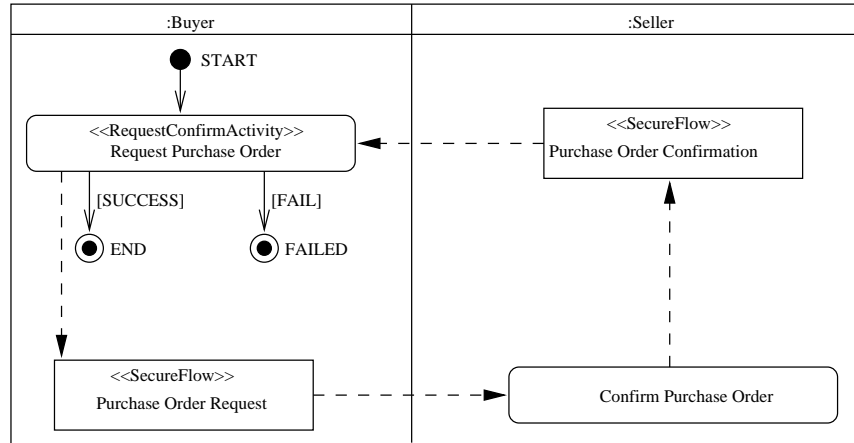 :Buyer
:Seller
START
<<RequestConfirmActivity>>
Request Purchase Order
<<SecureFlow>>
Purchase Order Confirmation
[SUCCESS]
[FAIL]
END
FAILED
<<SecureFlow>>
Purchase Order Request
Confirm Purchase Order